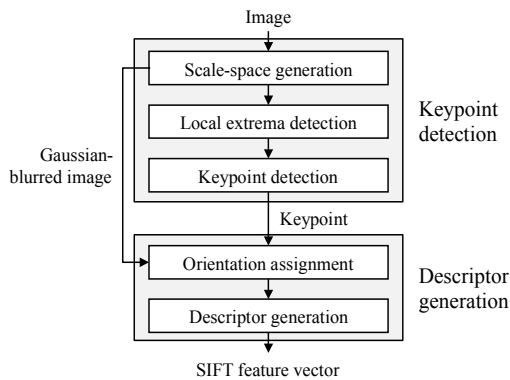 Image
Scale-space generation
Local extrema detection
Keypoint detection
Keypoint
detection
Gaussian-
blurred image
Keypoint
Orientation assignment
Descriptor generation
Descriptor
generation
SIFT feature vector